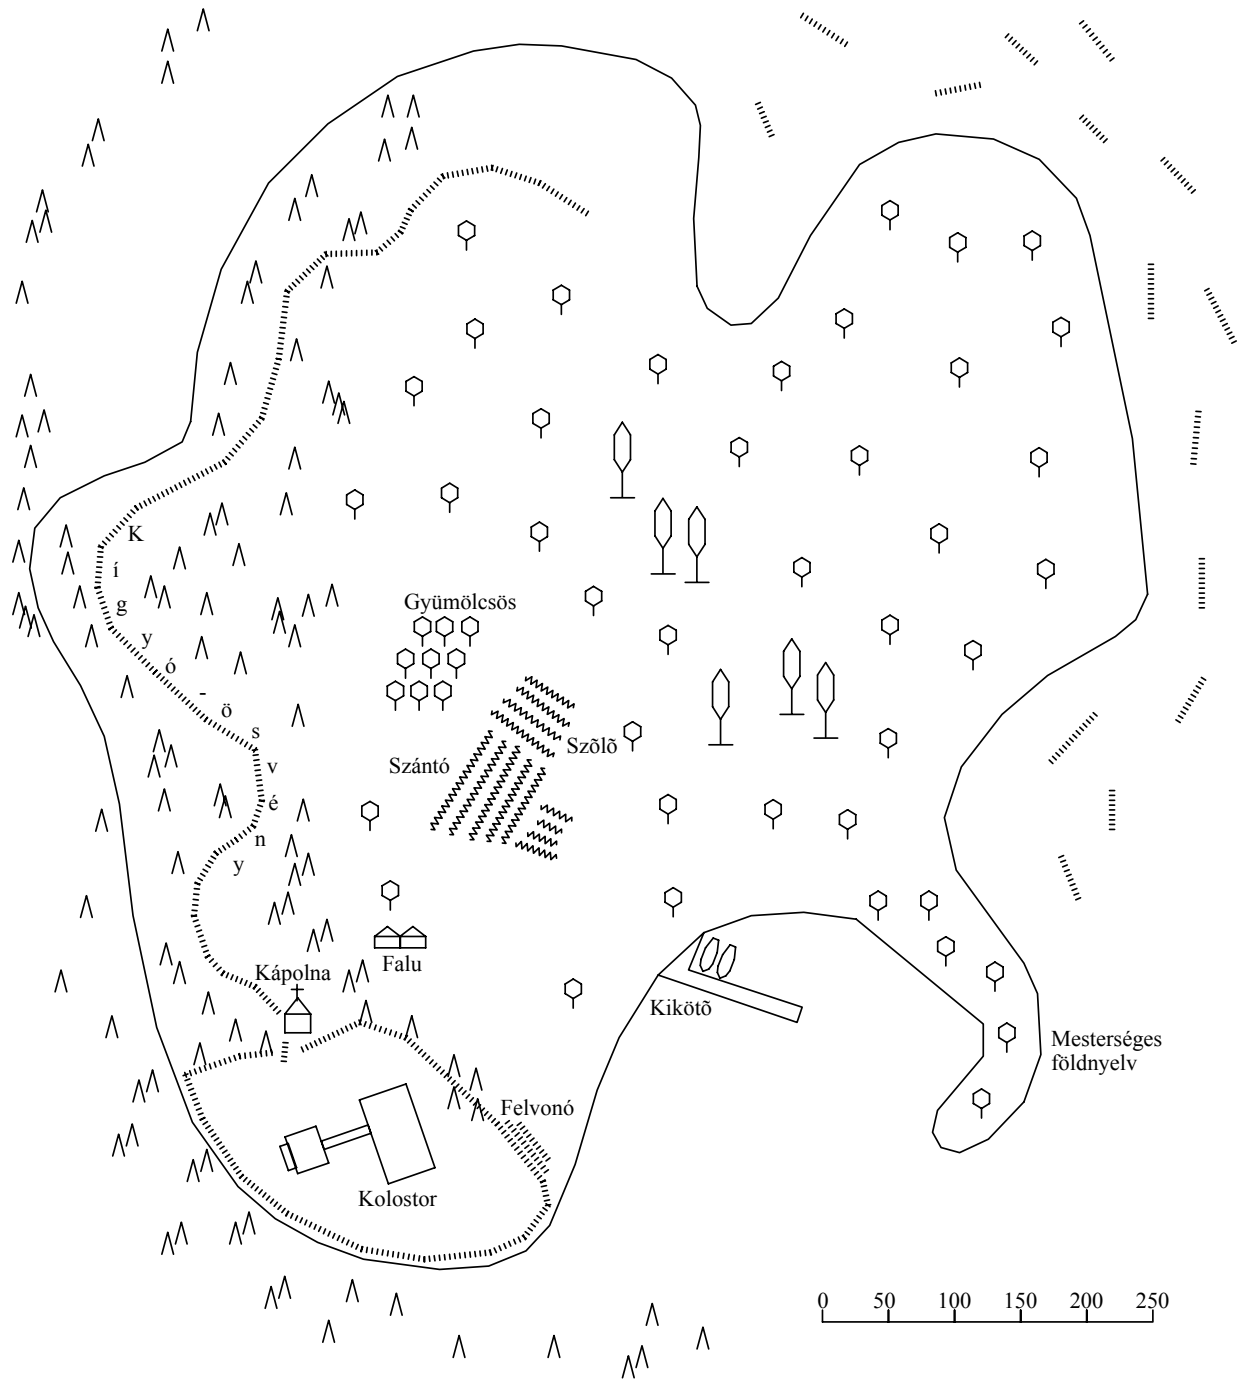 Kígyó-ösvény
Gyümölcsös
Szõlõ
Szántó
Falu
Kápolna
Kikötõ
Mesterséges
földnyelv
Felvonó
Kolostor
0 50 100 150 200 250